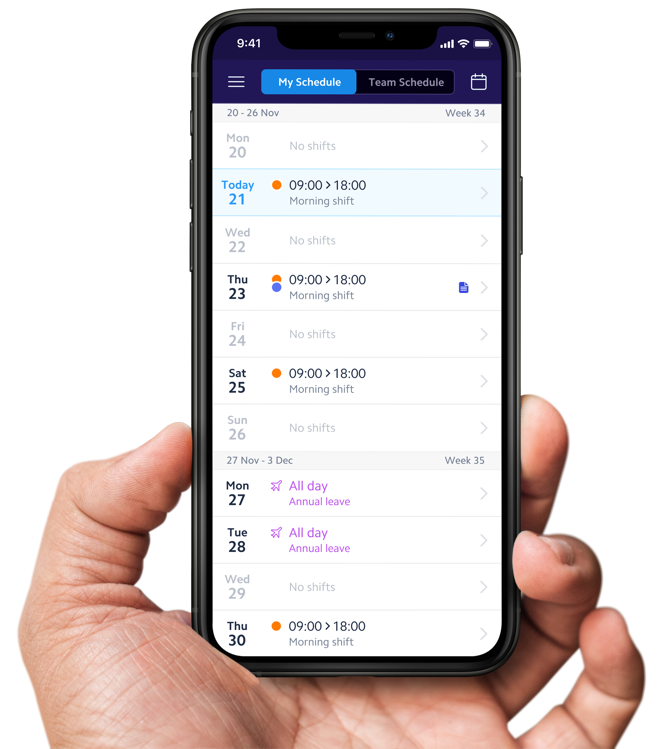 9:41
My Schedule
Team Schedule
20 - 26 Nov
Week 34
Mon
20
No shifts
Today
21
09:00 > 18:00
Morning shift
Wed
22
No shifts
Thu
23
09:00 > 18:00
Morning shift
Fri
24
No shifts
Sat
25
09:00 > 18:00
Morning shift
Sun
26
No shifts
27 Nov - 3 Dec
Week 35
Mon
27
All day
Annual leave
Tue
28
All day
Annual leave
Wed
29
No shifts
Thu
30
09:00 > 18:00
Morning shift